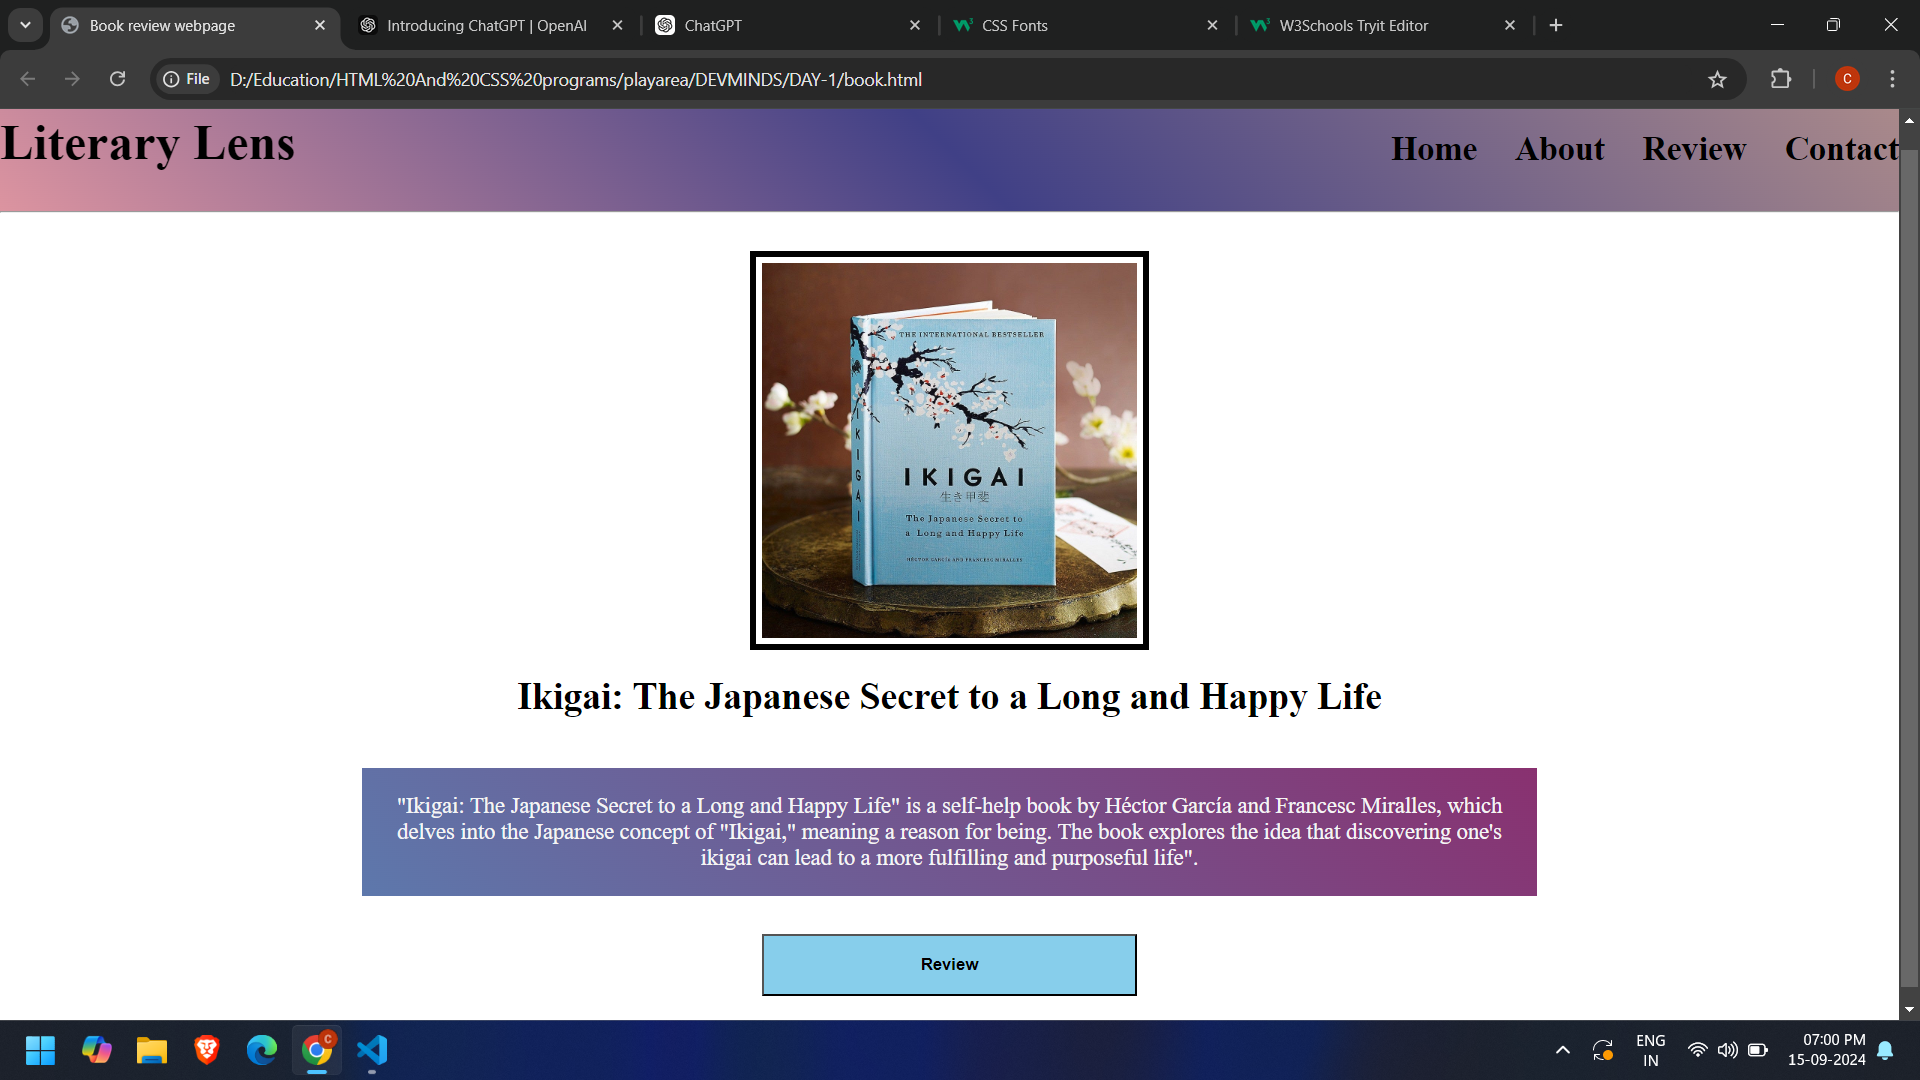 Book review webpage
Introducing ChatGPT | OpenAI
ChatGPT
CSS Fonts
W3Schools Tryit Editor
File
D:/Education/HTML%20And%20CSS%20programs/playarea/DEVMINDS/DAY-1/book.html
C
Literary Lens
Home About Review Contact
THE INTERNATIONAL BESTSELLER
IKIGAI
IKIGAI
生き甲斐
The Japanese Secret to
a Long and Happy Life
HÉCTOR GARCÍA AND FRANCESC MIRALLES
Ikigai: The Japanese Secret to a Long and Happy Life
"Ikigai: The Japanese Secret to a Long and Happy Life" is a self-help book by Héctor García and Francesc Miralles, which
delves into the Japanese concept of "Ikigai," meaning a reason for being. The book explores the idea that discovering one's
ikigai can lead to a more fulfilling and purposeful life".
Review
C
ENG
IN
07:00 PM
15-09-2024